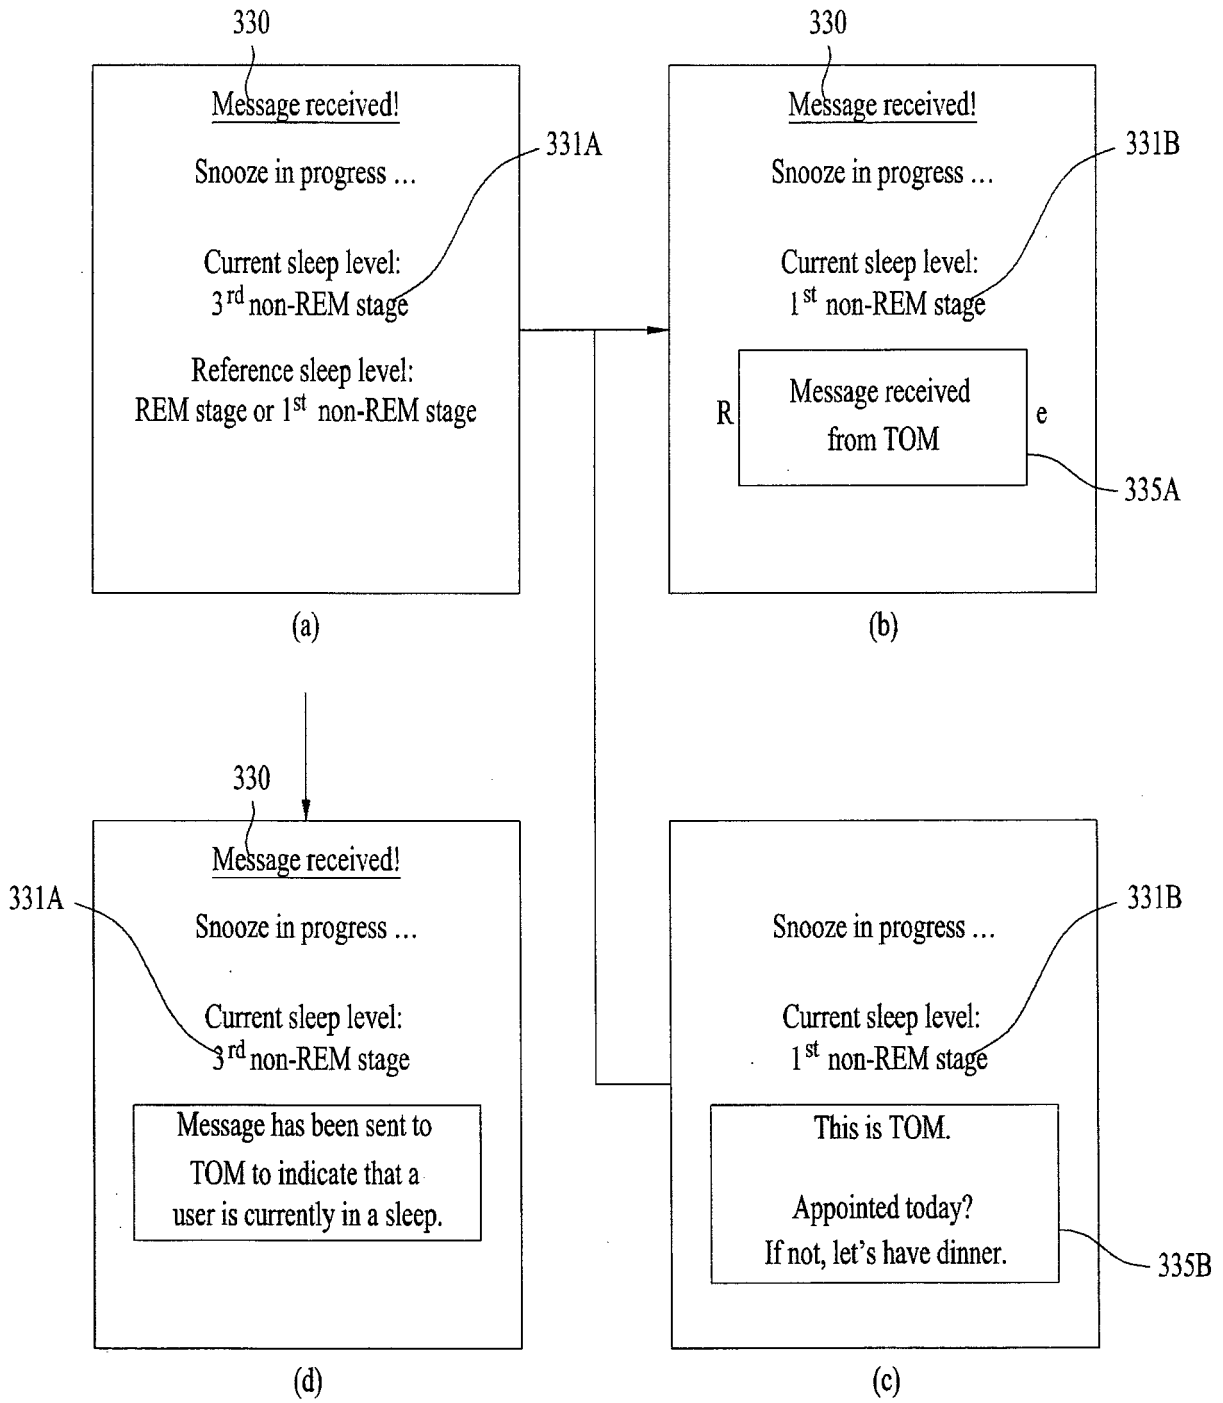 330
Message received!
331A
Snooze in progress ...
Current sleep level:
3rd non-REM stage
Reference sleep level:
REM stage or 1st non-REM stage
(a)
330
Message received!
331B
Snooze in progress ...
Current sleep level:
1st non-REM stage
R
Message received
from TOM
e
335A
(b)
330
Message received!
331A
Snooze in progress ...
Current sleep level:
3rd non-REM stage
Message has been sent to
TOM to indicate that a
user is currently in a sleep.
(d)
331B
Snooze in progress ...
Current sleep level:
1st non-REM stage
This is TOM.
Appointed today?
If not, let's have dinner.
335B
(c)